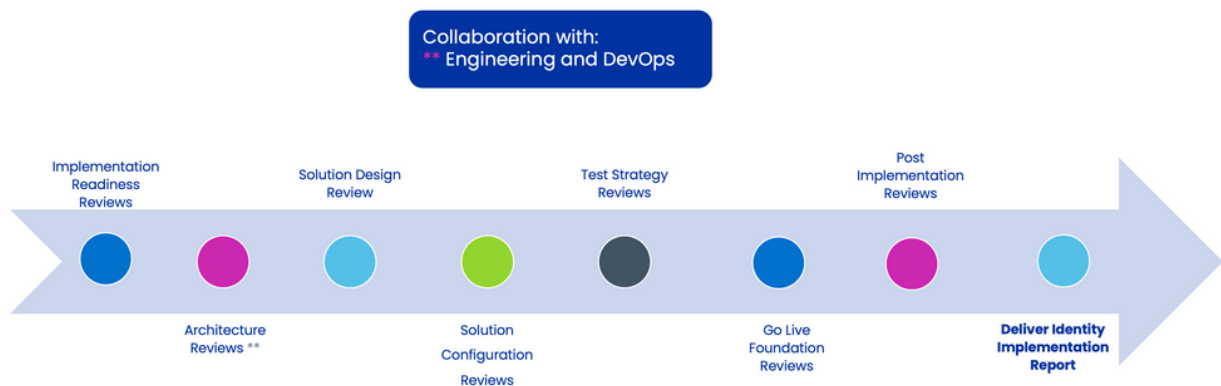 Collaboration with:
** Engineering and DevOps
Implementation
Readiness
Reviews
Architecture
Reviews **
Solution Design
Review
Solution
Configuration
Reviews
Test Strategy
Reviews
Go Live
Foundation
Reviews
Post
Implementation
Reviews
Deliver Identity
Implementation
Report